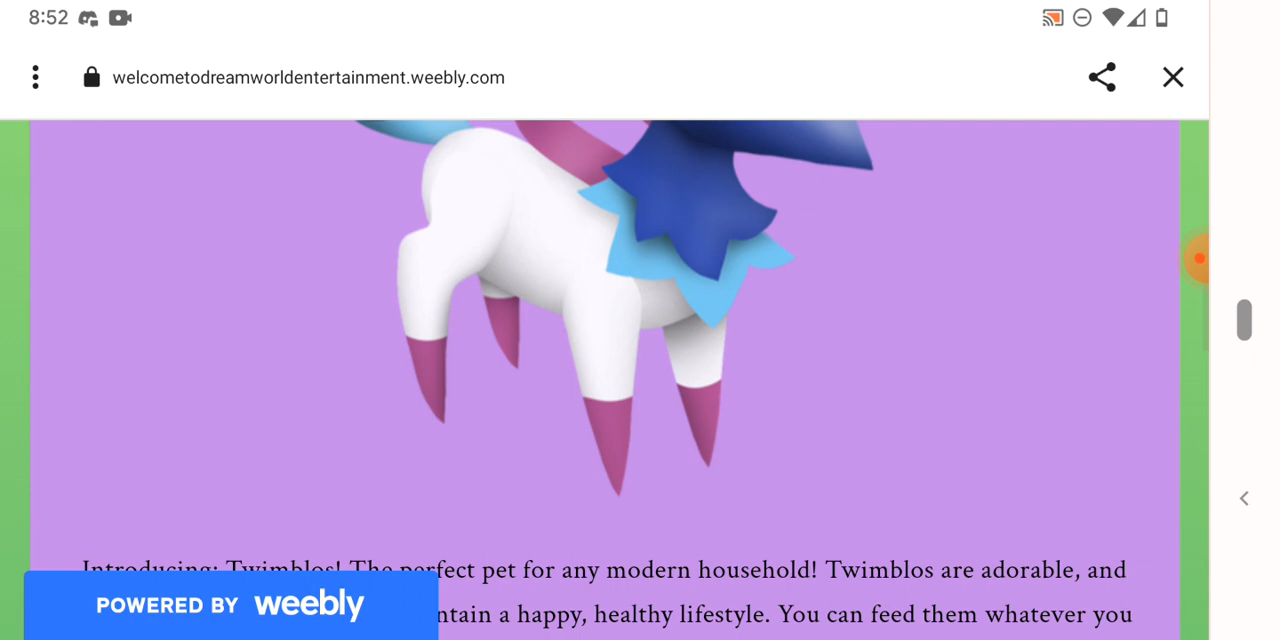 8:52
welcometodreamworldentertainment.weebly.com
Introducing: Twimblos! The perfect pet for any modern household! Twimblos are adorable, and
ntain a happy, healthy lifestyle. You can feed them whatever you
POWERED BY weebly